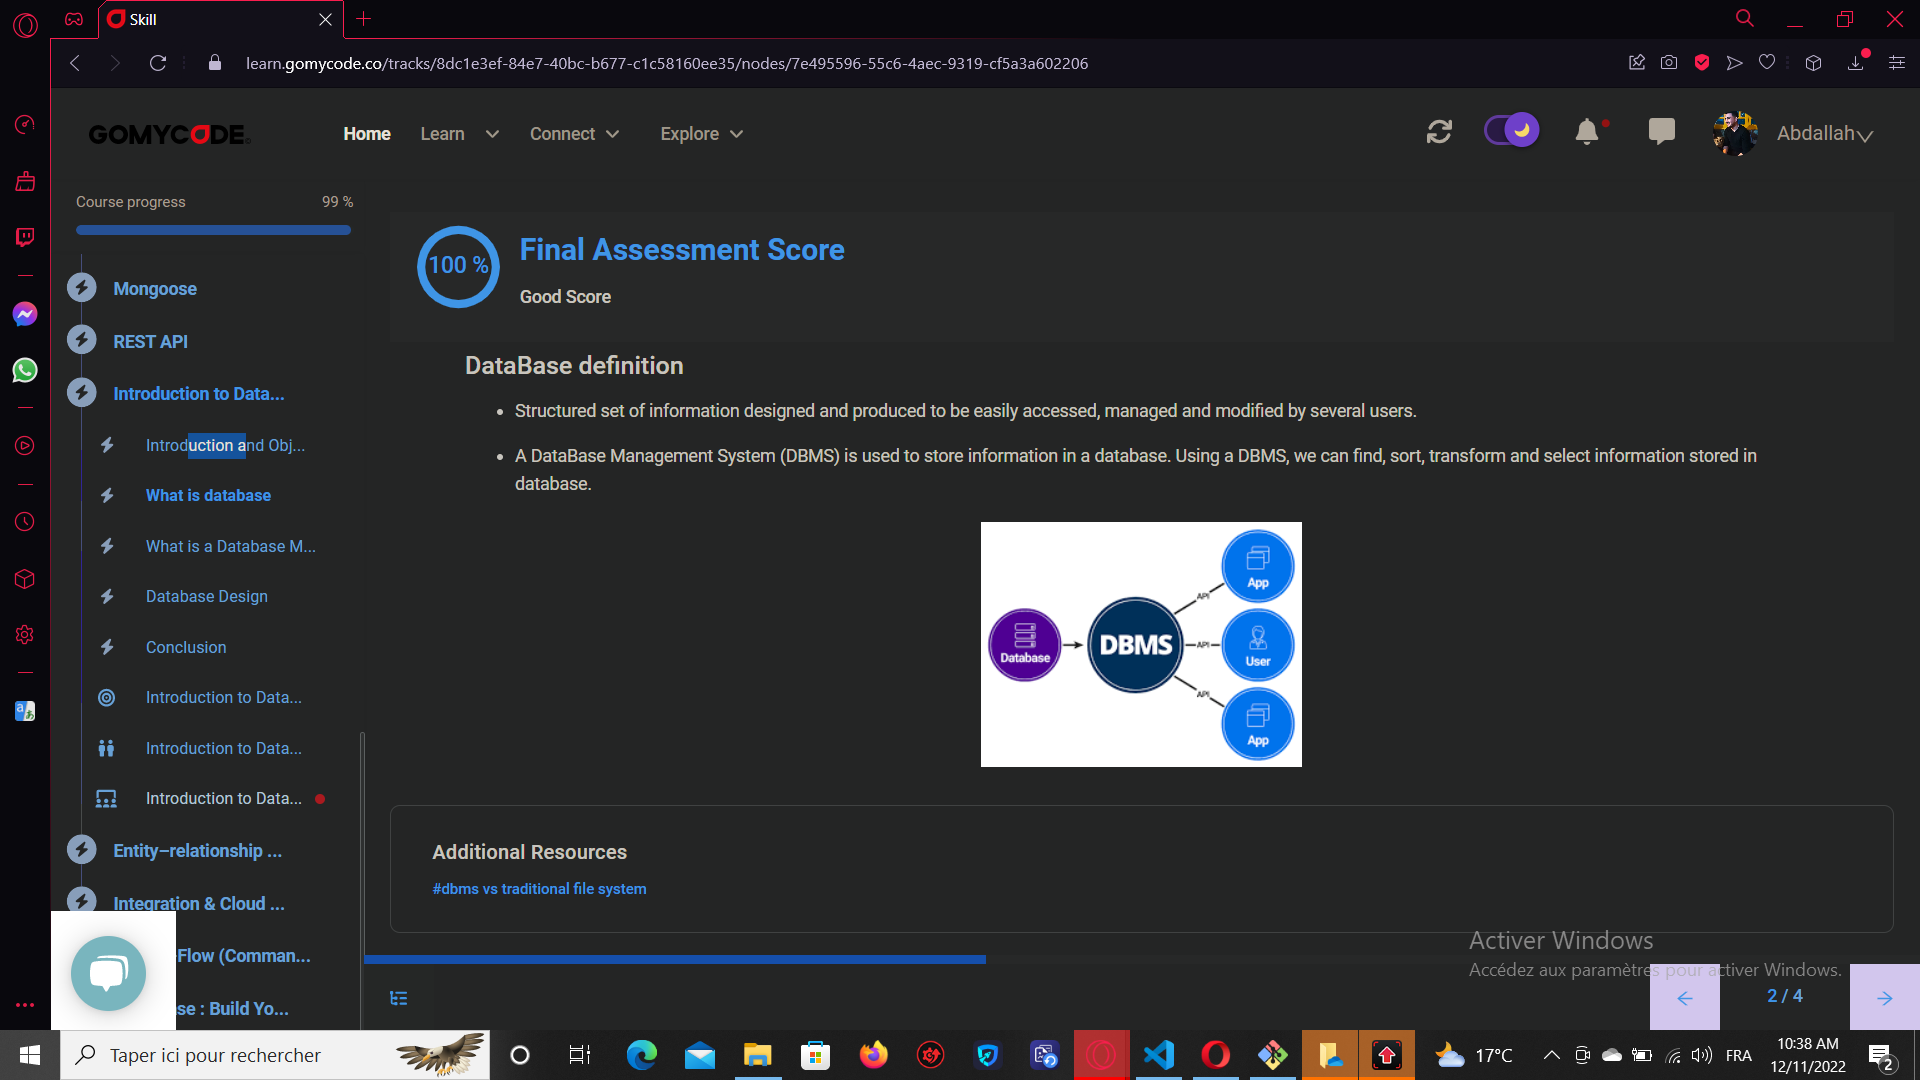 Skill
learn.gomycode.co/tracks/8dc1e3ef-84e7-40bc-b677-c1c58160ee35/nodes/7e495596-55c6-4aec-9319-cf5a3a602206
GOMYCODE
Home Learn Connect Explore Abdallah
Course progress 99 %
Mongoose
REST API
Introduction to Data...
Introduction and Obj...
What is database
What is a Database M...
Database Design
Conclusion
Introduction to Data...
Introduction to Data...
Introduction to Data...
Entity–relationship ...
Integration & Cloud ...
Flow (Comman...
se : Build Yo...
100 %
Final Assessment Score
Good Score
DataBase definition
• Structured set of information designed and produced to be easily accessed, managed and modified by several users.
• A DataBase Management System (DBMS) is used to store information in a database. Using a DBMS, we can find, sort, transform and select information stored in
database.
Database
DBMS
API
API
API
App
User
App
Additional Resources
#dbms vs traditional file system
Activer Windows
Accédez aux paramètres pour activer Windows.
2 / 4
Taper ici pour rechercher
17°C
FRA
10:38 AM
12/11/2022
2